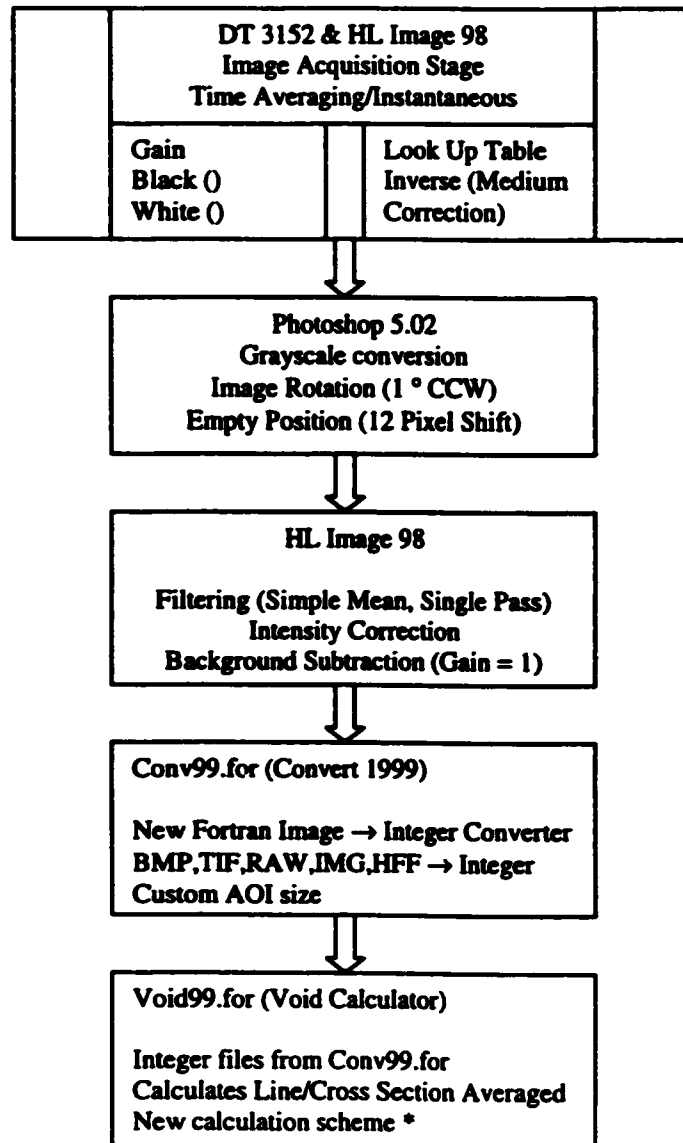 DT 3152 & HL Image 98
Image Acquisition Stage
Time Averaging/Instantaneous
Gain
Black ()
White ()
Look Up Table
Inverse (Medium
Correction)
Photoshop 5.02
Grayscale conversion
Image Rotation (1 ° CCW)
Empty Position (12 Pixel Shift)
HL Image 98
Filtering (Simple Mean, Single Pass)
Intensity Correction
Background Subtraction (Gain = 1)
Conv99.for (Convert 1999)
New Fortran Image → Integer Converter
BMP,TIF,RAW,IMG,HFF → Integer
Custom AOI size
Void99.for (Void Calculator)
Integer files from Conv99.for
Calculates Line/Cross Section Averaged
New calculation scheme *